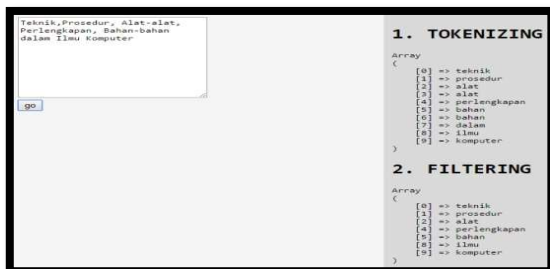 Teknik,Prosedur, Alat-alat,
Perlengkapan, Bahan-bahan
dalam Ilmu Komputer
go
1. TOKENIZING
Array
(
[0] => teknik
[1] => prosedur
[2] => alat
[3] => alat
[4] => perlengkapan
[5] => bahan
[6] => bahan
[7] => dalam
[8] => ilmu
[9] => komputer
)
2. FILTERING
Array
(
[0] => teknik
[1] => prosedur
[2] => alat
[4] => perlengkapan
[5] => bahan
[8] => ilmu
[9] => komputer
)